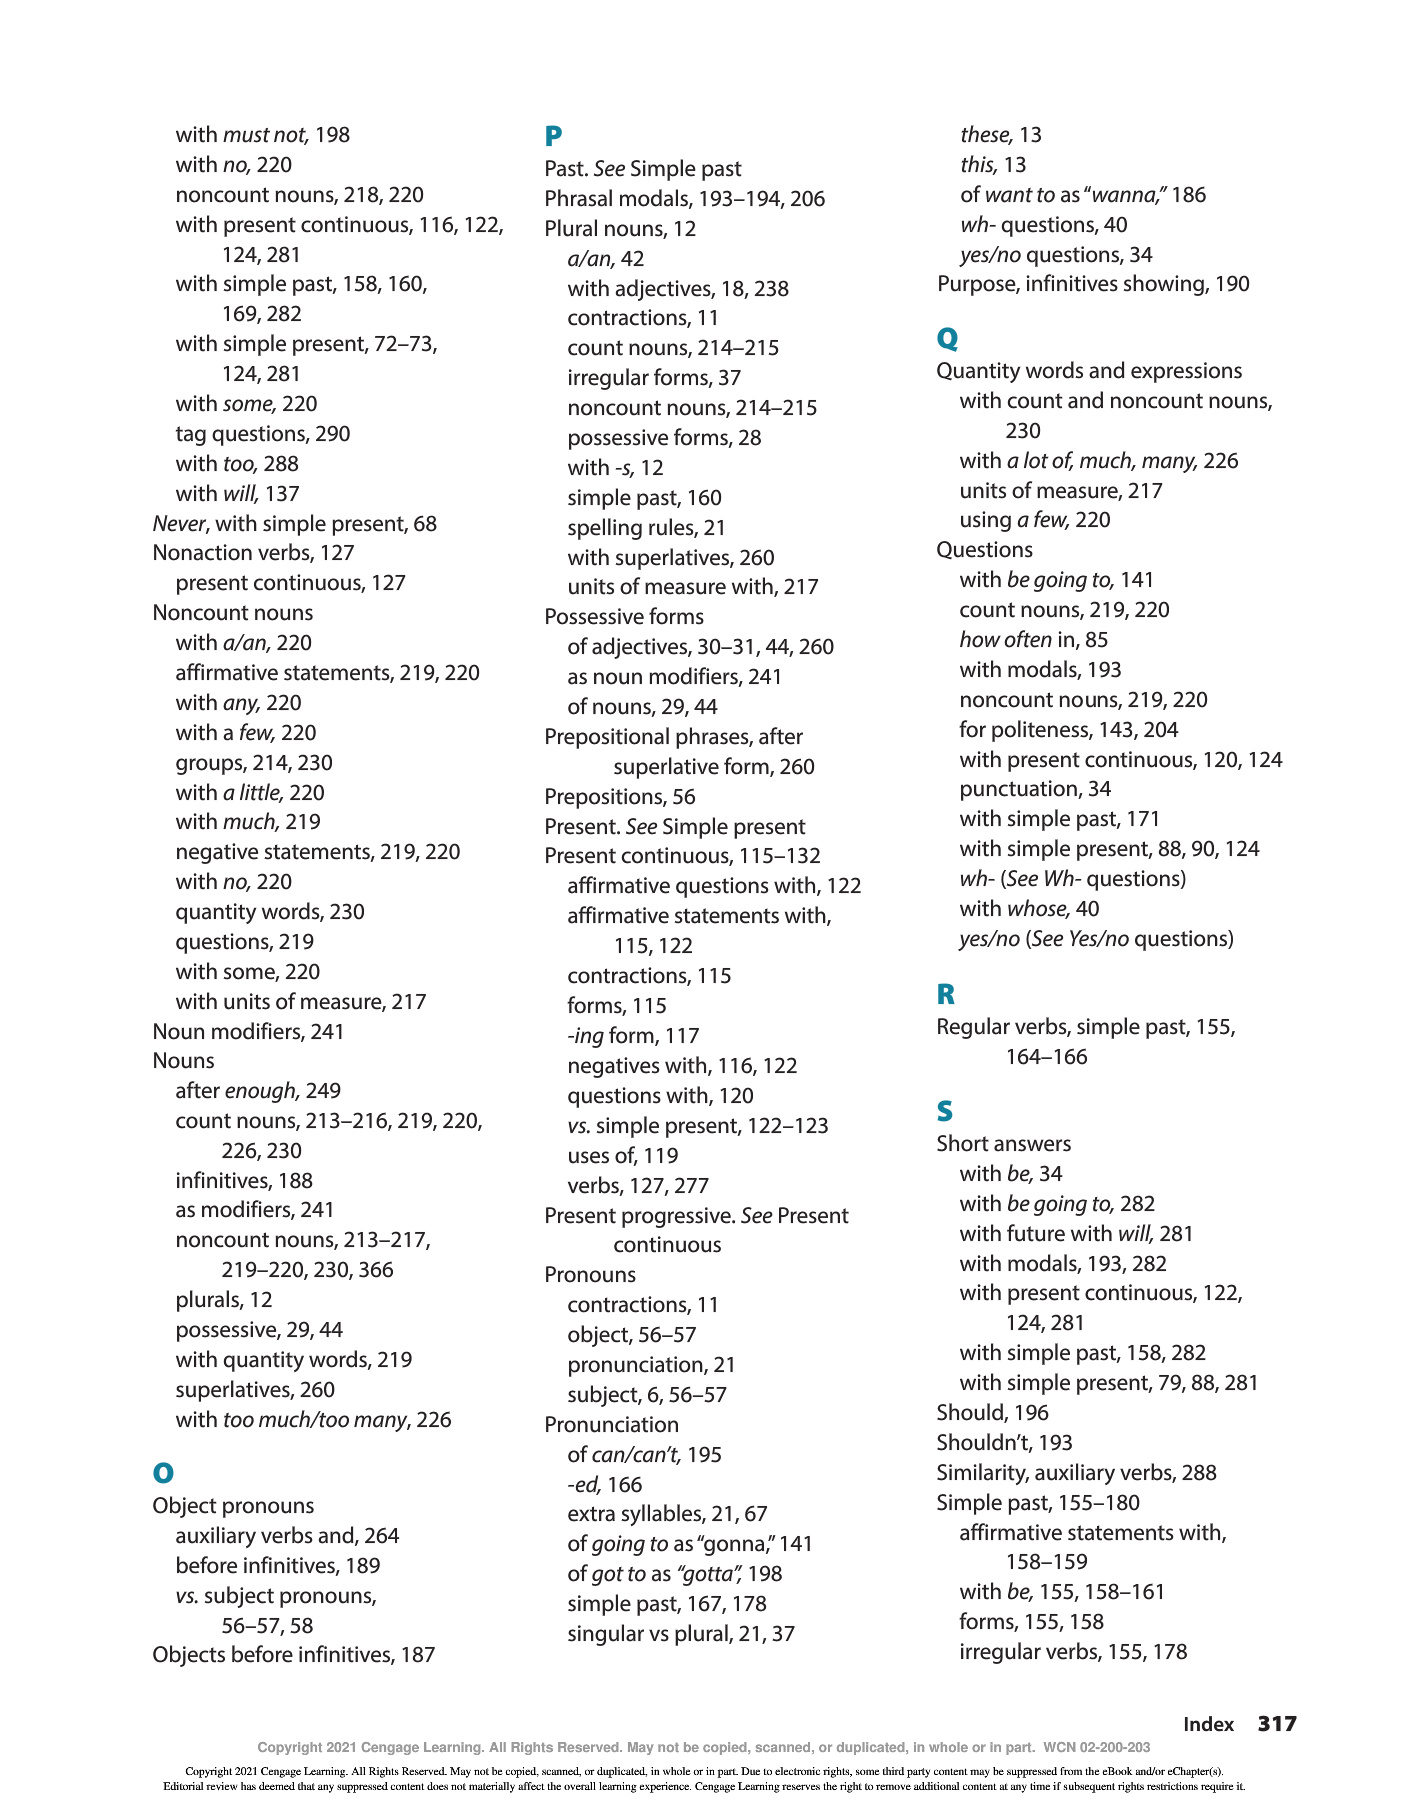 with must not, 198
with no, 220
noncount nouns, 218, 220
with present continuous, 116, 122,
124, 281
with simple past, 158, 160,
169, 282
with simple present, 72–73,
124, 281
with some, 220
tag questions, 290
with too, 288
with will, 137
Never, with simple present, 68
Nonaction verbs, 127
present continuous, 127
Noncount nouns
with a/an, 220
affirmative statements, 219, 220
with any, 220
with a few, 220
groups, 214, 230
with a little, 220
with much, 219
negative statements, 219, 220
with no, 220
quantity words, 230
questions, 219
with some, 220
with units of measure, 217
Noun modifiers, 241
Nouns
after enough, 249
count nouns, 213–216, 219, 220,
226, 230
infinitives, 188
as modifiers, 241
noncount nouns, 213–217,
219–220, 230, 366
plurals, 12
possessive, 29, 44
with quantity words, 219
superlatives, 260
with too much/too many, 226
O
Object pronouns
auxiliary verbs and, 264
before infinitives, 189
vs. subject pronouns,
56–57, 58
Objects before infinitives, 187
P
Past. See Simple past
Phrasal modals, 193–194, 206
Plural nouns, 12
a/an, 42
with adjectives, 18, 238
contractions, 11
count nouns, 214–215
irregular forms, 37
noncount nouns, 214–215
possessive forms, 28
with -s, 12
simple past, 160
spelling rules, 21
with superlatives, 260
units of measure with, 217
Possessive forms
of adjectives, 30–31, 44, 260
as noun modifiers, 241
of nouns, 29, 44
Prepositional phrases, after
superlative form, 260
Prepositions, 56
Present. See Simple present
Present continuous, 115–132
affirmative questions with, 122
affirmative statements with,
115, 122
contractions, 115
forms, 115
-ing form, 117
negatives with, 116, 122
questions with, 120
vs. simple present, 122–123
uses of, 119
verbs, 127, 277
Present progressive. See Present
continuous
Pronouns
contractions, 11
object, 56–57
pronunciation, 21
subject, 6, 56–57
Pronunciation
of can/can't, 195
-ed, 166
extra syllables, 21, 67
of going to as “gonna,” 141
of got to as “gotta”, 198
simple past, 167, 178
singular vs plural, 21, 37
these, 13
this, 13
of want to as “wanna,” 186
wh- questions, 40
yes/no questions, 34
Purpose, infinitives showing, 190
Q
Quantity words and expressions
with count and noncount nouns,
230
with a lot of, much, many, 226
units of measure, 217
using a few, 220
Questions
with be going to, 141
count nouns, 219, 220
how often in, 85
with modals, 193
noncount nouns, 219, 220
for politeness, 143, 204
with present continuous, 120, 124
punctuation, 34
with simple past, 171
with simple present, 88, 90, 124
wh- (See Wh- questions)
with whose, 40
yes/no (See Yes/no questions)
R
Regular verbs, simple past, 155,
164–166
S
Short answers
with be, 34
with be going to, 282
with future with will, 281
with modals, 193, 282
with present continuous, 122,
124, 281
with simple past, 158, 282
with simple present, 79, 88, 281
Should, 196
Shouldn't, 193
Similarity, auxiliary verbs, 288
Simple past, 155–180
affirmative statements with,
158–159
with be, 155, 158–161
forms, 155, 158
irregular verbs, 155, 178
Index 317
Copyright 2021 Cengage Learning. All Rights Reserved. May not be copied, scanned, or duplicated, in whole or in part. WCN 02-200-203
Copyright 2021 Cengage Learning. All Rights Reserved. May not be copied, scanned, or duplicated, in whole or in part. Due to electronic rights, some third party content may be suppressed from the eBook and/or eChapter(s).
Editorial review has deemed that any suppressed content does not materially affect the overall learning experience. Cengage Learning reserves the right to remove additional content at any time if subsequent rights restrictions require it.